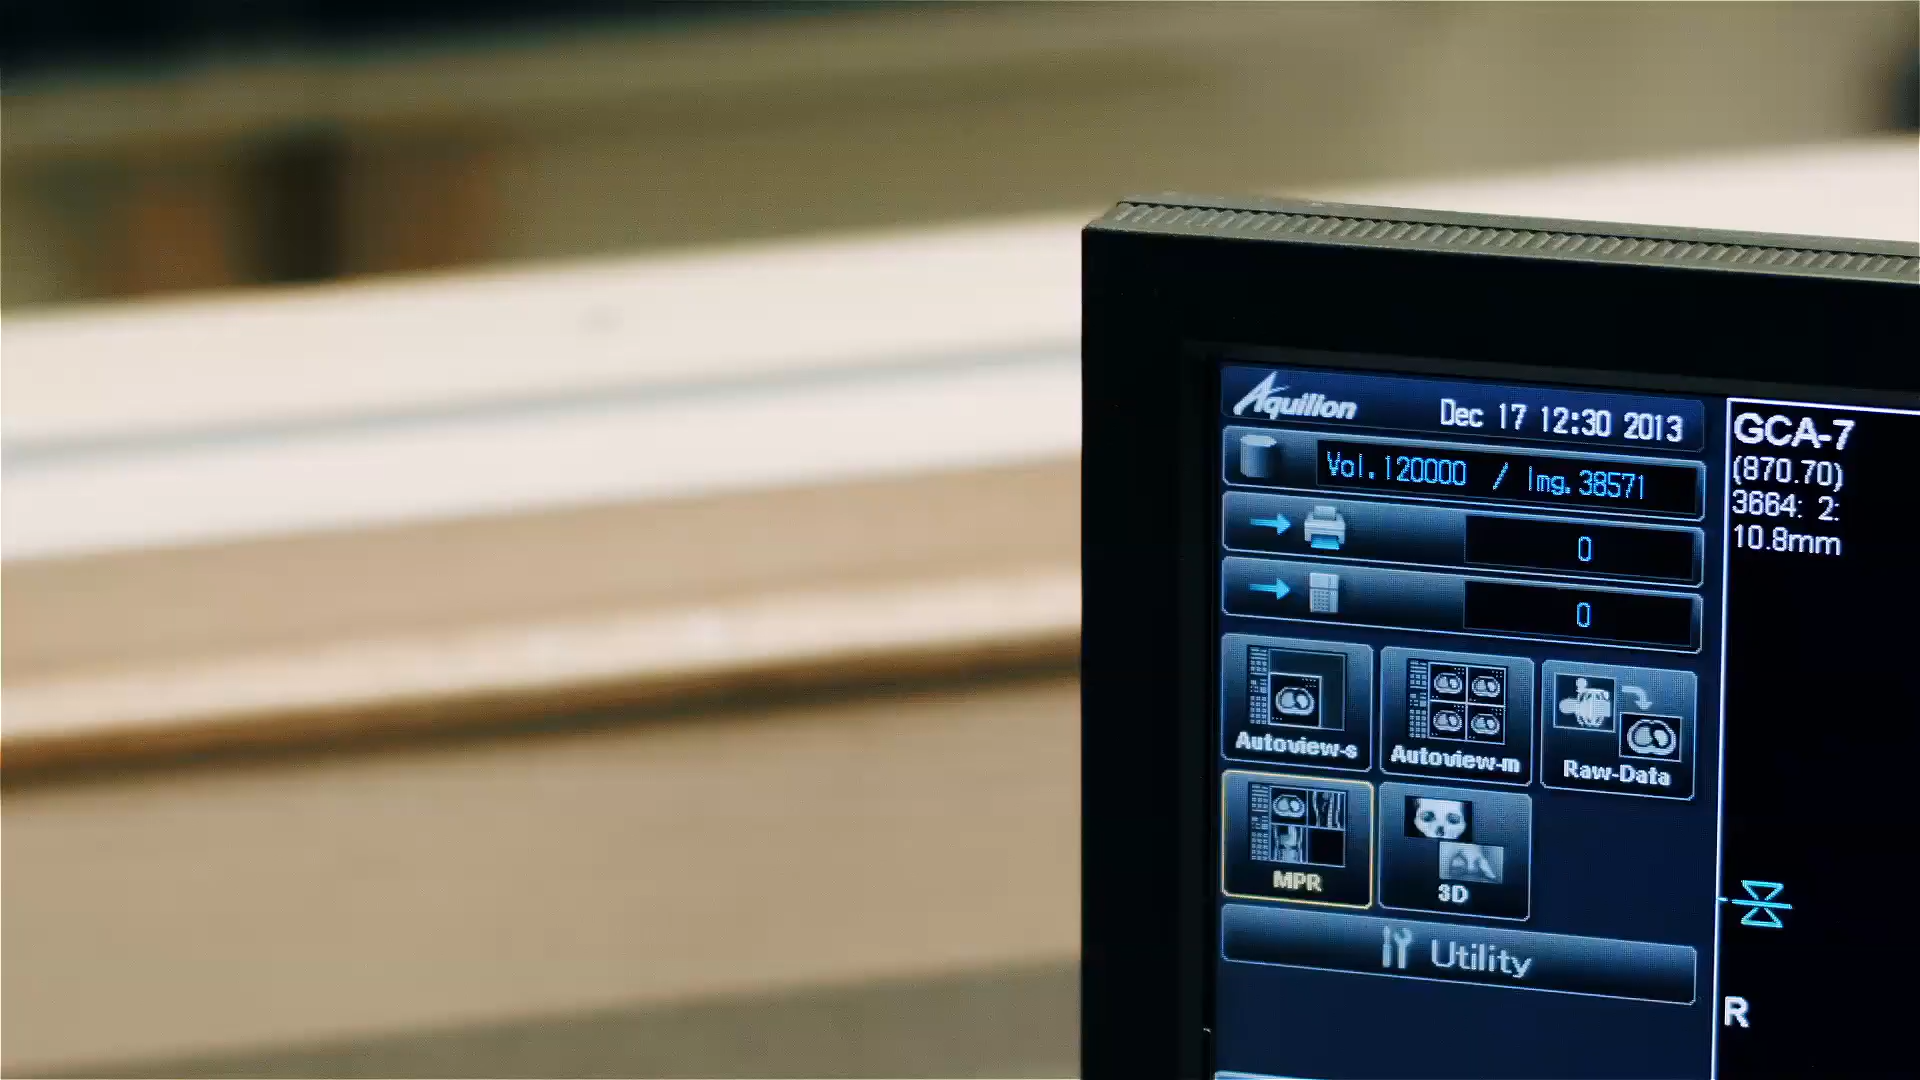 Aquilion Dec 17 12:30 2013
Vol.120000 / Img.38571
0
0
Autoview-s Autoview-m Raw-Data
MPR 3D
Utility
GCA-7
(870.70)
3664: 2:
10.8mm
R